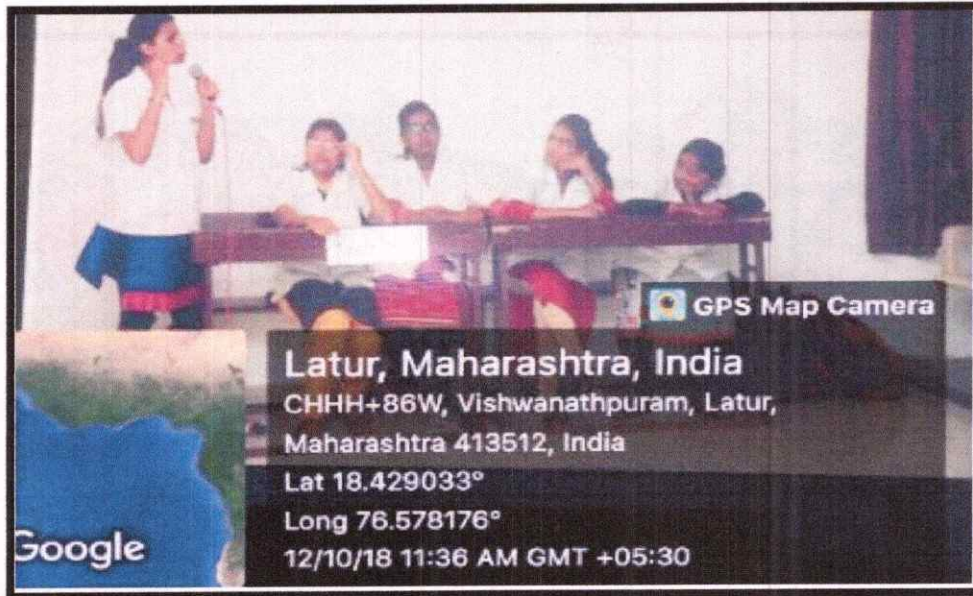 GPS Map Camera
Latur, Maharashtra, India
CHHH+86W, Vishwanathpuram, Latur,
Maharashtra 413512, India
Lat 18.429033°
Long 76.578176°
12/10/18 11:36 AM GMT +05:30
Google